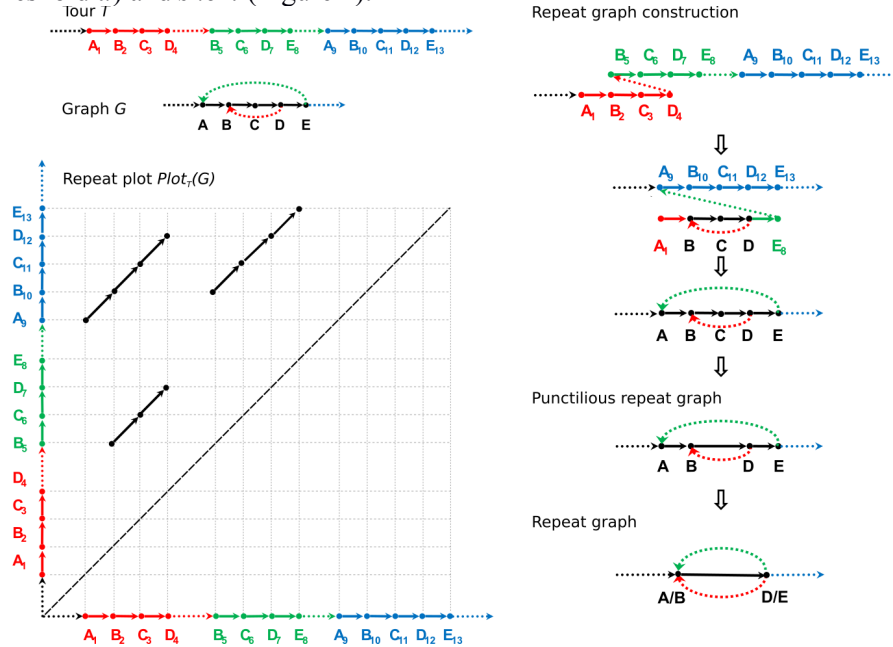 Tour T
A1 B2 C3 D4 B5 C6 D7 E8 A9 B10 C11 D12 E13
Graph G
A B C D E
Repeat plot PlotT(G)
E13
D12
C11
B10
A9
E8
D7
C6
B5
D4
C3
B2
A1
A1 B2 C3 D4 B5 C6 D7 E8 A9 B10 C11 D12 E13
Repeat graph construction
B5 C6 D7 E8 A9 B10 C11 D12 E13
A1 B2 C3 D4
A9 B10 C11 D12 E13
A1 B C D E8
A B C D E
Punctilious repeat graph
A B D E
Repeat graph
A/B D/E